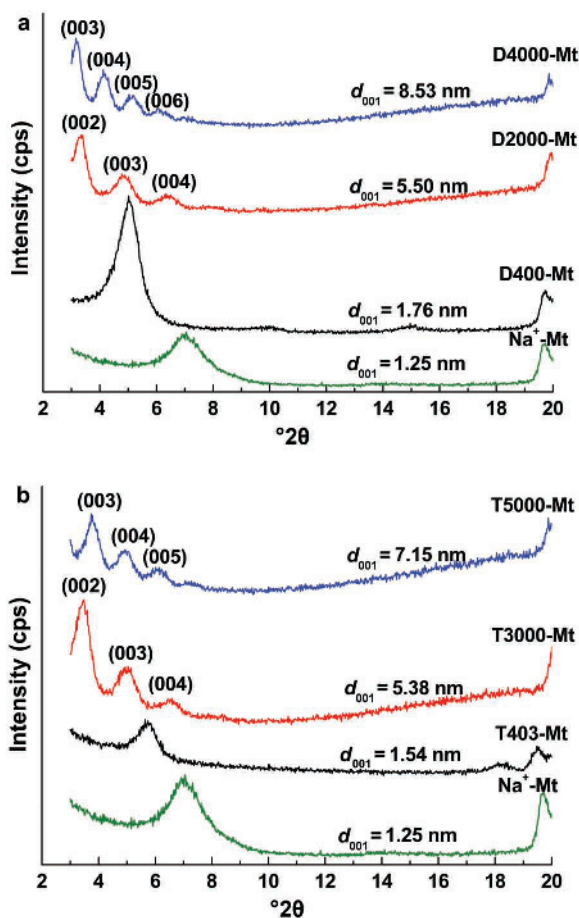 a
(003)
(004)
(005)
(006)
D4000-Mt
d001 = 8.53 nm
(002)
(003)
(004)
D2000-Mt
d001 = 5.50 nm
D400-Mt
d001 = 1.76 nm
Na+-Mt
d001 = 1.25 nm
Intensity (cps)
2 4 6 8 10 12 14 16 18 20
°2θ
b
(003)
(004)
(005)
T5000-Mt
d001 = 7.15 nm
(002)
(003)
(004)
T3000-Mt
d001 = 5.38 nm
T403-Mt
d001 = 1.54 nm
Na+-Mt
d001 = 1.25 nm
Intensity (cps)
2 4 6 8 10 12 14 16 18 20
°2θ